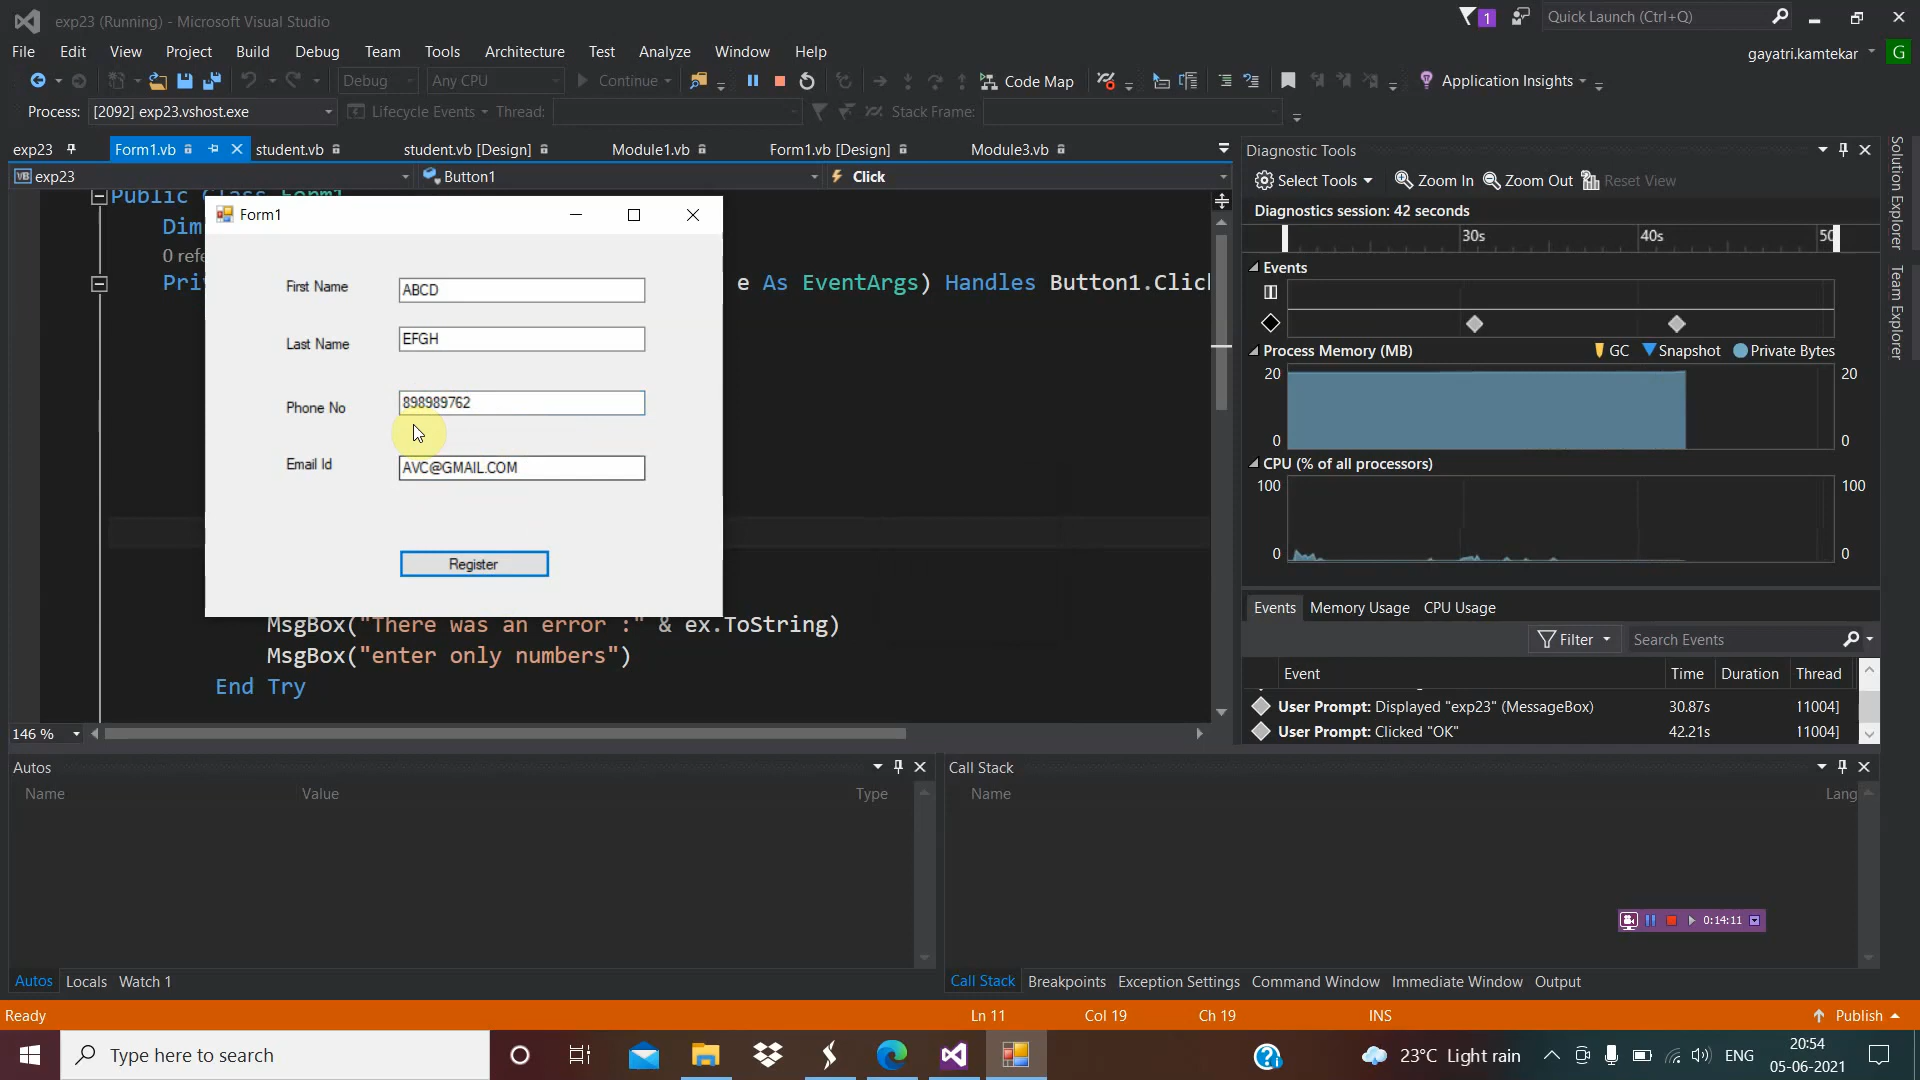 exp23 (Running) - Microsoft Visual Studio
1
Quick Launch (Ctrl+Q)
File Edit View Project Build Debug Team Tools Architecture Test Analyze Window Help
gayatri.kamtekar G
Debug Any CPU Continue Code Map Application Insights
Process: [2092] exp23.vshost.exe Lifecycle Events Thread: Stack Frame:
exp23 Form1.vb student.vb student.vb [Design] Module1.vb Form1.vb [Design] Module3.vb
VB exp23 Button1 Click
Public Class Form1
Dim
0 refe
Pri e As EventArgs) Handles Button1.Click
Form1
First Name ABCD
Last Name EFGH
Phone No 898989762
Email Id AVC@GMAIL.COM
Register
MsgBox("There was an error :" & ex.ToString)
MsgBox("enter only numbers")
End Try
146 %
Diagnostic Tools
Select Tools Zoom In Zoom Out Reset View
Diagnostics session: 42 seconds
30s 40s 50
Events
Process Memory (MB) GC Snapshot Private Bytes
20 20
0 0
CPU (% of all processors)
100 100
0 0
Events Memory Usage CPU Usage
Filter Search Events
Event Time Duration Thread
User Prompt: Displayed "exp23" (MessageBox) 30.87s 11004]
User Prompt: Clicked "OK" 42.21s 11004]
Solution Explorer
Team Explorer
Autos
Name Value Type
Autos Locals Watch 1
Call Stack
Name Lang
0:14:11
Call Stack Breakpoints Exception Settings Command Window Immediate Window Output
Ready Ln 11 Col 19 Ch 19 INS Publish
Type here to search
23°C Light rain ENG
20:54
05-06-2021